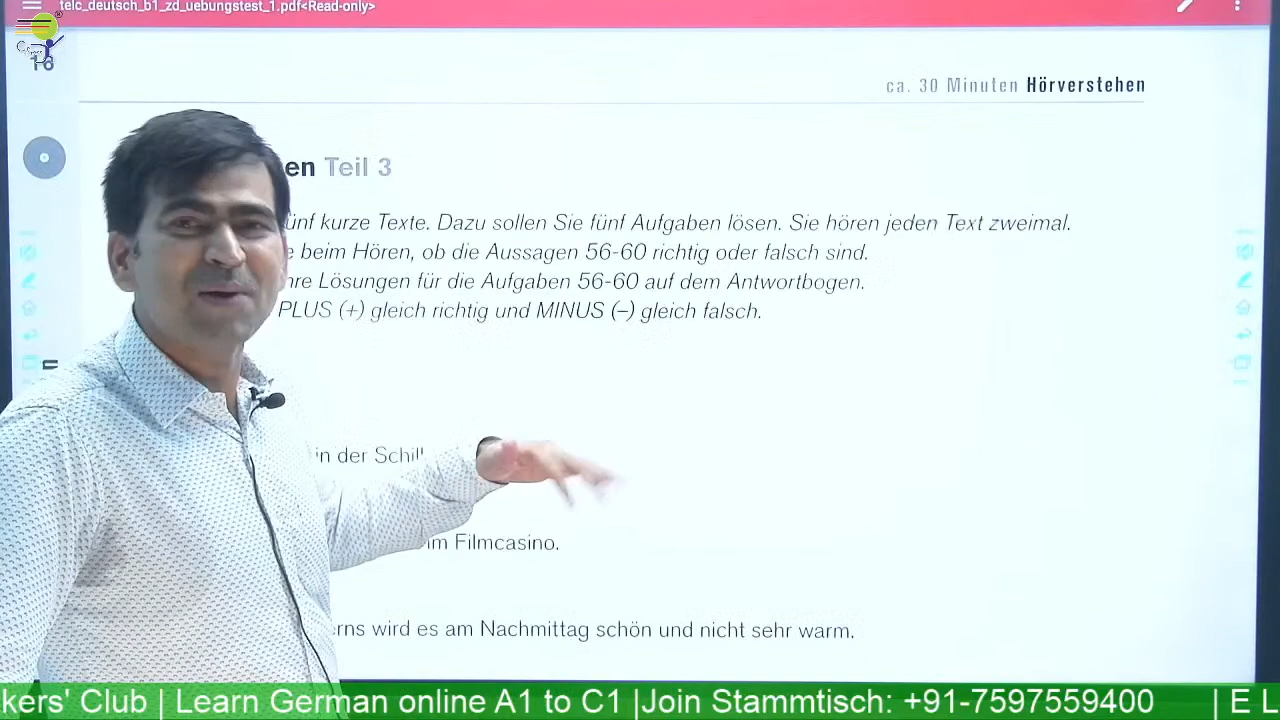 telc_deutsch_b1_zd_uebungstest_1.pdf<Read-only>
ca. 30 Minuten Hörverstehen
en Teil 3
ünf kurze Texte. Dazu sollen Sie fünf Aufgaben lösen. Sie hören jeden Text zweimal.
e beim Hören, ob die Aussagen 56-60 richtig oder falsch sind.
hre Lösungen für die Aufgaben 56-60 auf dem Antwortbogen.
PLUS (+) gleich richtig und MINUS (–) gleich falsch.
in der Schill
im Filmcasino.
rns wird es am Nachmittag schön und nicht sehr warm.
kers' Club | Learn German online A1 to C1 |Join Stammtisch: +91-7597559400 | E L